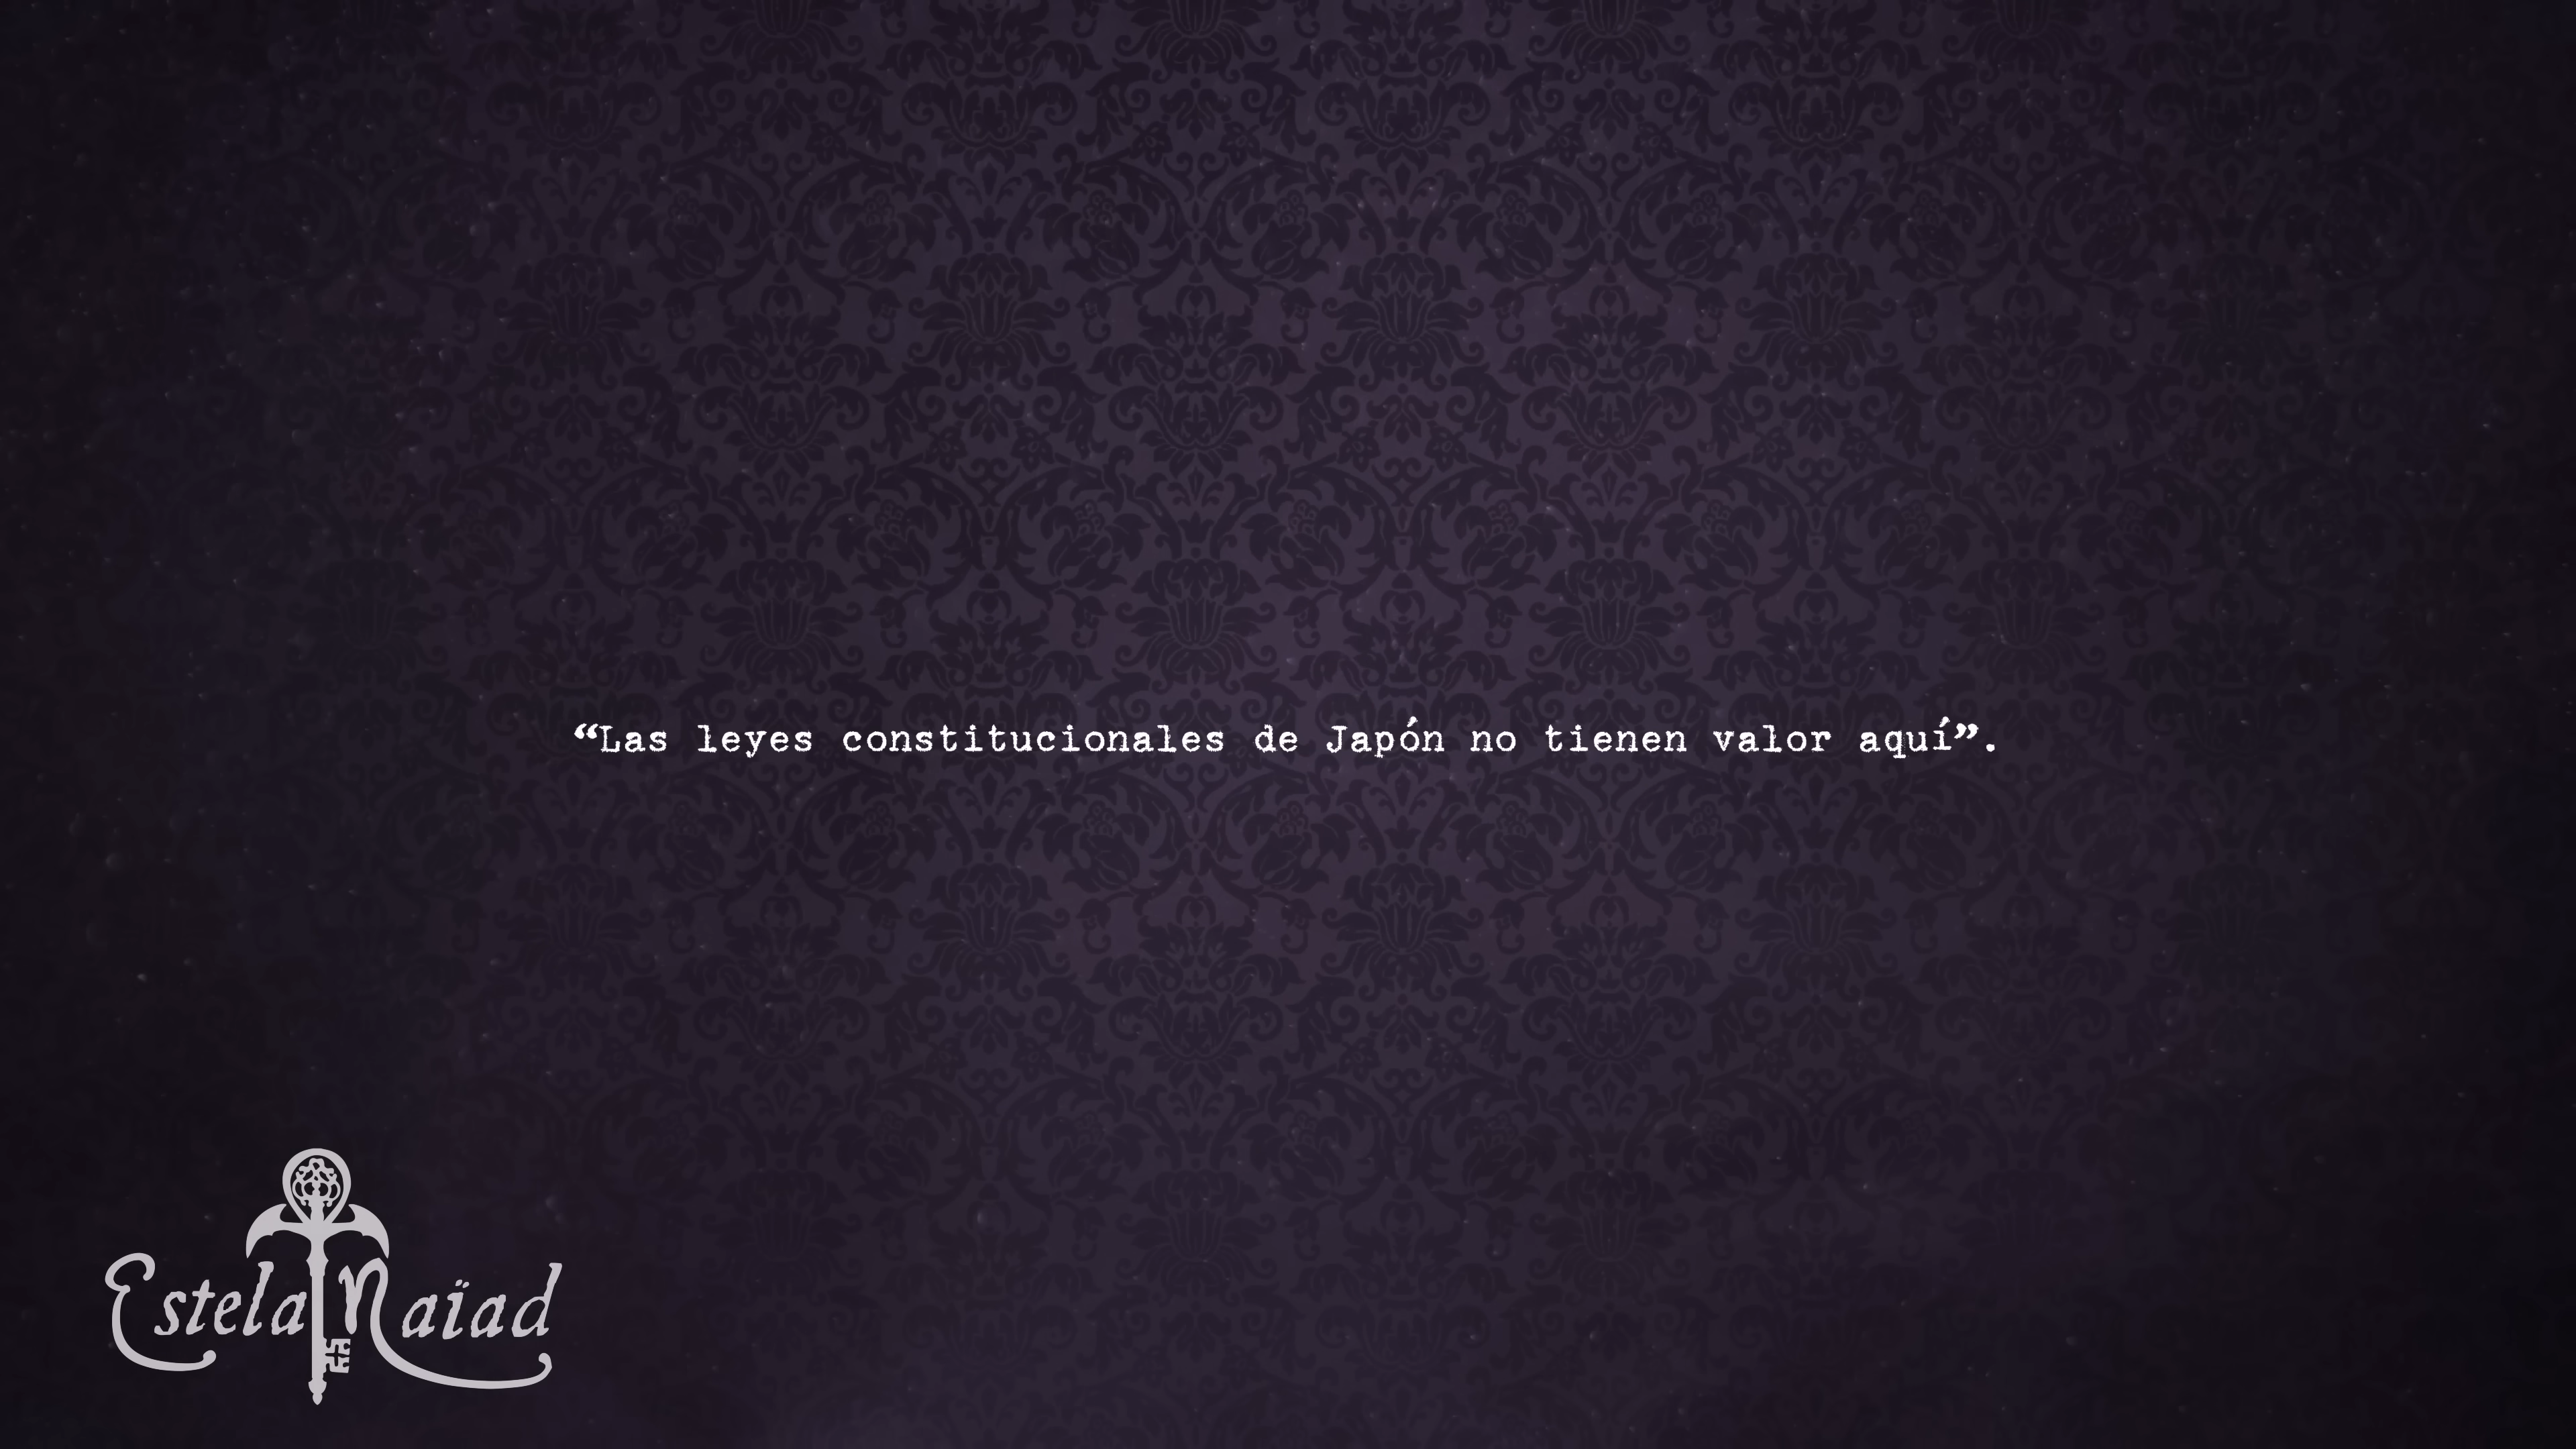 “Las leyes constitucionales de Japón no tienen valor aquí”.
Estela Naïad